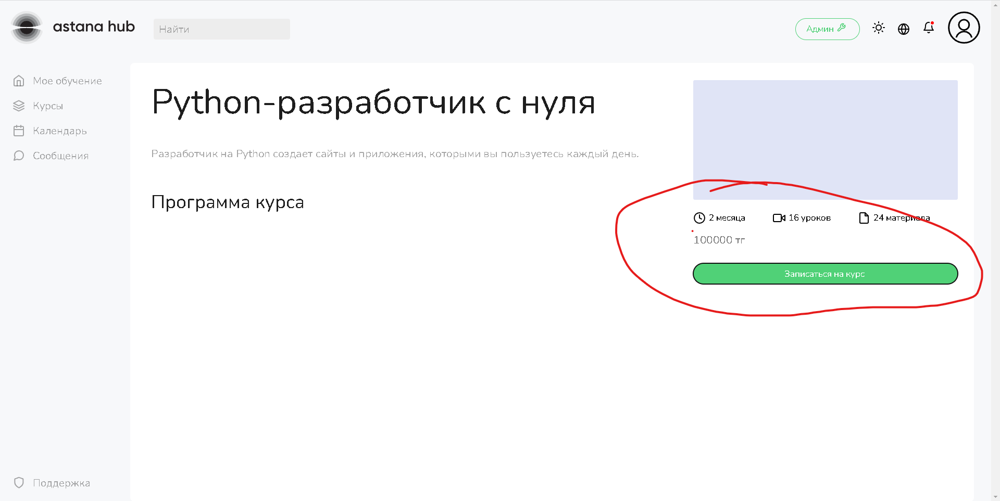 astana hub
Найти
Админ
Мое обучение
Курсы
Календарь
Сообщения
Python-разработчик с нуля
Разработчик на Python создает сайты и приложения, которыми вы пользуетесь каждый день.
Программа курса
2 месяца 16 уроков 24 материала
100000 тг
Записаться на курс
Поддержка